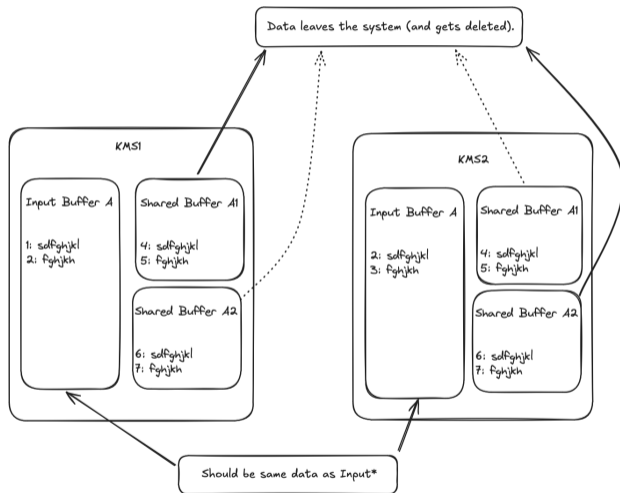 Data leaves the system (and gets deleted).
KMS1
Input Buffer A
1: sdfghjkl
2: fghjkh
Shared Buffer A1
4: sdfghjkl
5: fghjkh
Shared Buffer A2
6: sdfghjkl
7: fghjkh
KMS2
Input Buffer A
2: sdfghjkl
3: fghjkh
Shared Buffer A1
4: sdfghjkl
5: fghjkh
Shared Buffer A2
6: sdfghjkl
7: fghjkh
Should be same data as Input*